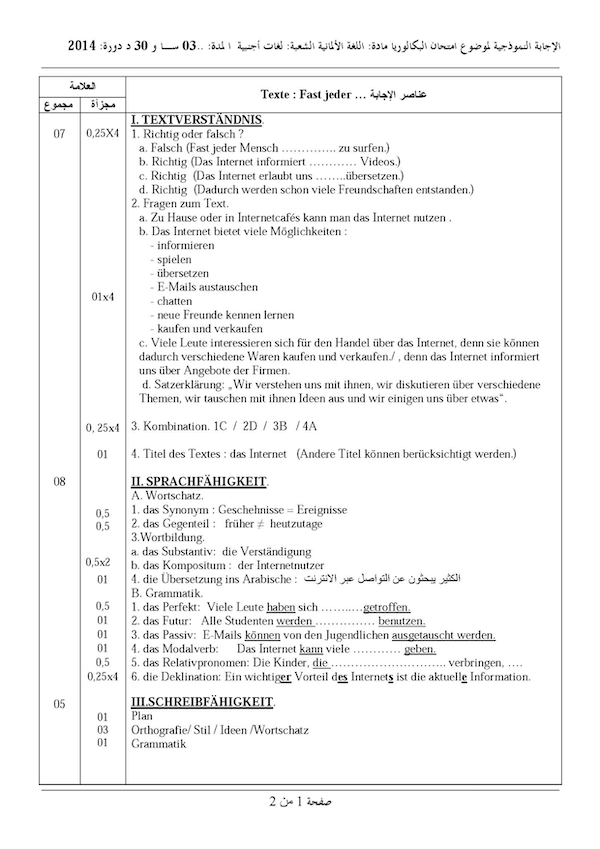 الإجابة النموذجية لموضوع امتحان البكالوريا مادة: اللغة الألمانية الشعبة: لغات أجنبية ا لمدة: ..03 ســـا و 30 د دورة: 2014
العلامة
عناصر الإجابة ... Texte : Fast jeder
مجموع مجزأة
I. TEXTVERSTÄNDNIS.
07 0,25X4 1. Richtig oder falsch ?
a. Falsch (Fast jeder Mensch ………….. zu surfen.)
b. Richtig (Das Internet informiert ………… Videos.)
c. Richtig (Das Internet erlaubt uns ……..übersetzen.)
d. Richtig (Dadurch werden schon viele Freundschaften entstanden.)
2. Fragen zum Text.
a. Zu Hause oder in Internetcafés kann man das Internet nutzen .
b. Das Internet bietet viele Möglichkeiten :
- informieren
- spielen
- übersetzen
- E-Mails austauschen
01x4
- chatten
- neue Freunde kennen lernen
- kaufen und verkaufen
c. Viele Leute interessieren sich für den Handel über das Internet, denn sie können
dadurch verschiedene Waren kaufen und verkaufen./ , denn das Internet informiert
uns über Angebote der Firmen.
d. Satzerklärung: „Wir verstehen uns mit ihnen, wir diskutieren über verschiedene
Themen, wir tauschen mit ihnen Ideen aus und wir einigen uns über etwas“.
0, 25x4 3. Kombination. 1C / 2D / 3B / 4A
01 4. Titel des Textes : das Internet (Andere Titel können berücksichtigt werden.)
08 II. SPRACHFÄHIGKEIT.
A. Wortschatz.
0,5 1. das Synonym : Geschehnisse = Ereignisse
0,5 2. das Gegenteil : früher ≠ heutzutage
3.Wortbildung.
a. das Substantiv: die Verständigung
0,5x2 b. das Kompositum : der Internetnutzer
01 4. die Übersetzung ins Arabische : الكثير يبحثون عن التواصل عبر الانترنت
B. Grammatik.
0,5 1. das Perfekt: Viele Leute haben sich ……..…getroffen.
01 2. das Futur: Alle Studenten werden …………… benutzen.
01 3. das Passiv: E-Mails können von den Jugendlichen ausgetauscht werden.
01 4. das Modalverb: Das Internet kann viele ………… geben.
0,5 5. das Relativpronomen: Die Kinder, die ……………………….. verbringen, ….
0,25x4 6. die Deklination: Ein wichtiger Vorteil des Internets ist die aktuelle Information.
05 III.SCHREIBFÄHIGKEIT.
01 Plan
03 Orthografie/ Stil / Ideen /Wortschatz
01 Grammatik
صفحة 1 من 2